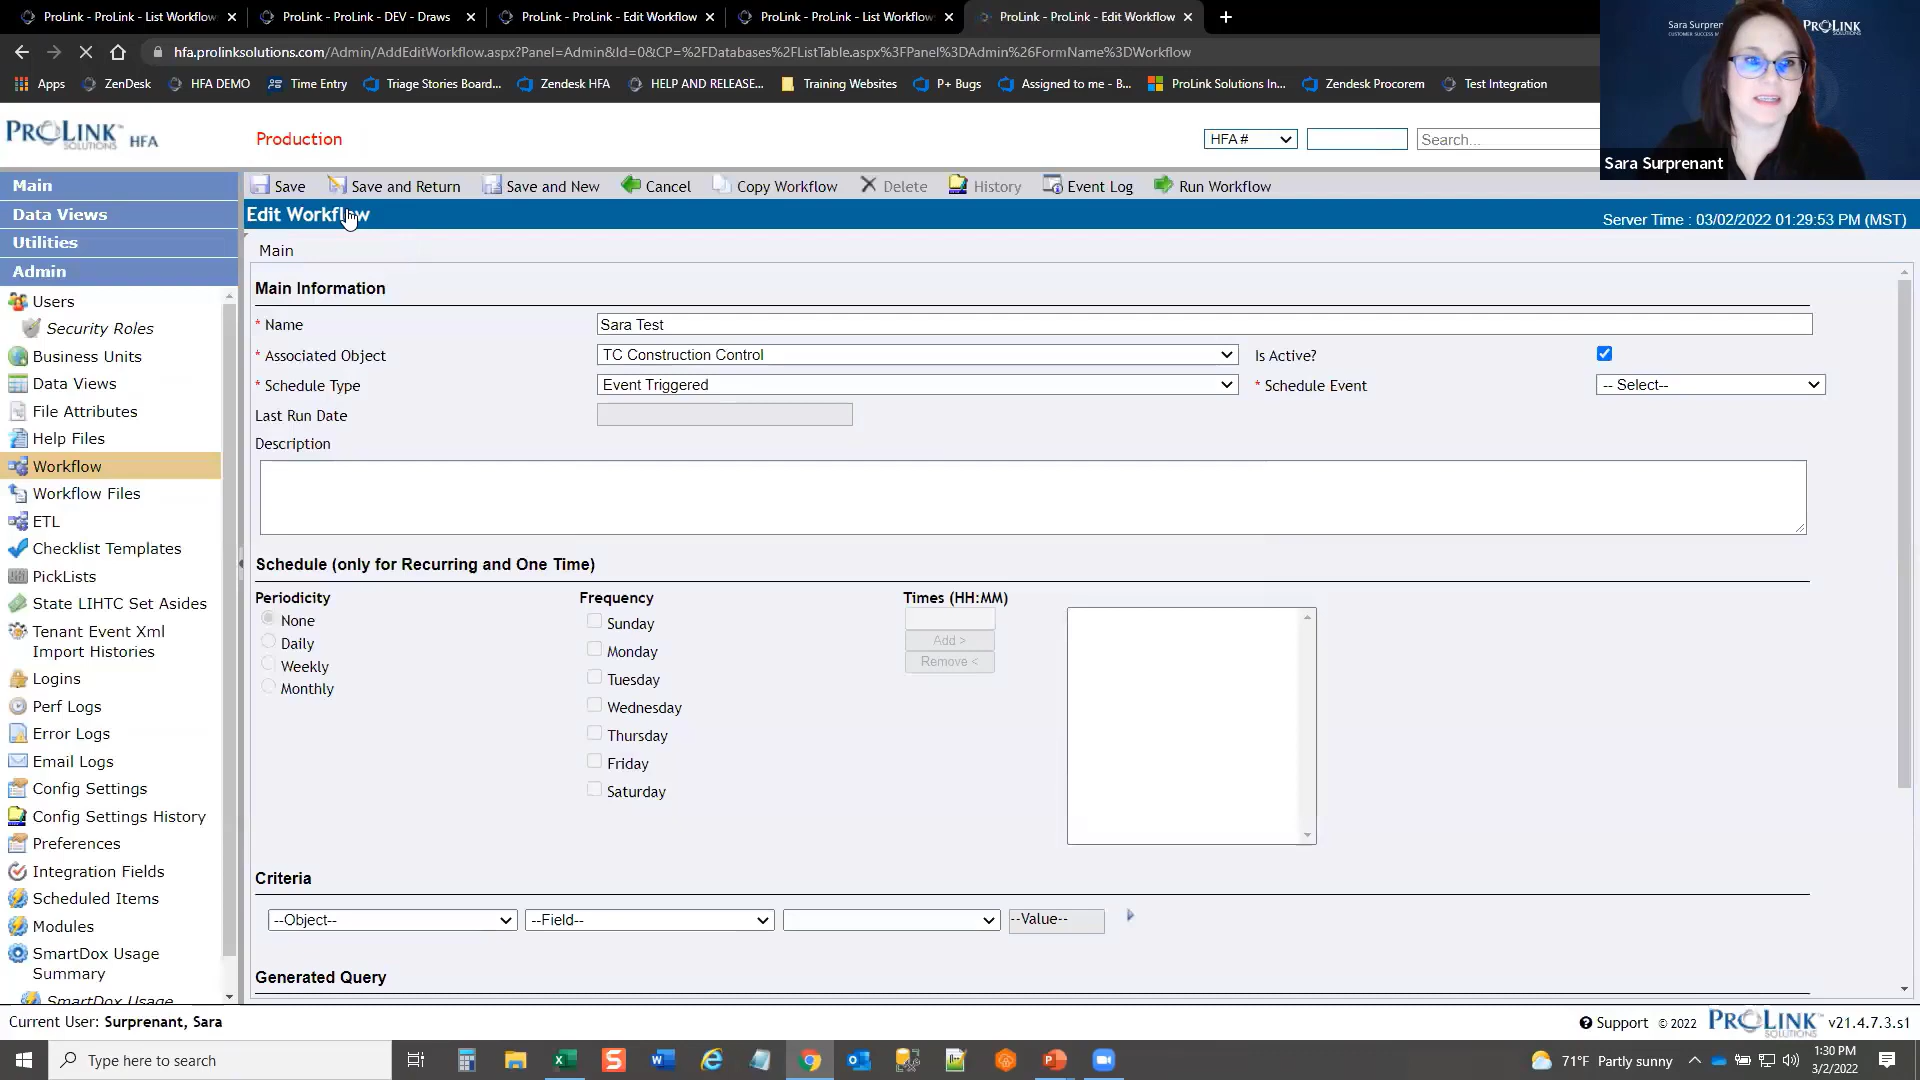 ProLink - ProLink - List Workflow
ProLink - ProLink - DEV - Draws
ProLink - ProLink - Edit Workflow
ProLink - ProLink - List Workflow
ProLink - ProLink - Edit Workflow
hfa.prolinksolutions.com/Admin/AddEditWorkflow.aspx?Panel=Admin&Id=0&CP=%2FDatabases%2FListTable.aspx%3FPanel%3DAdmin%26FormName%3DWorkflow
Apps ZenDesk HFA DEMO Time Entry Triage Stories Board... Zendesk HFA HELP AND RELEASE... Training Websites P+ Bugs Assigned to me - B... ProLink Solutions In... Zendesk Procorem Test Integration
PROLINK SOLUTIONS HFA
Production
HFA #
Search...
PROLINK SOLUTIONS
Sara Surprenant
Main
Data Views
Utilities
Admin
Users
Security Roles
Business Units
Data Views
File Attributes
Help Files
Workflow
Workflow Files
ETL
Checklist Templates
PickLists
State LIHTC Set Asides
Tenant Event Xml
Import Histories
Logins
Perf Logs
Error Logs
Email Logs
Config Settings
Config Settings History
Preferences
Integration Fields
Scheduled Items
Modules
SmartDox Usage
Summary
SmartDox Usage
Save Save and Return Save and New Cancel Copy Workflow Delete History Event Log Run Workflow
Edit Workflow
Server Time : 03/02/2022 01:29:53 PM (MST)
Main
Main Information
* Name Sara Test
* Associated Object TC Construction Control Is Active?
* Schedule Type Event Triggered * Schedule Event -- Select--
Last Run Date
Description
Schedule (only for Recurring and One Time)
Periodicity
None
Daily
Weekly
Monthly
Frequency
Sunday
Monday
Tuesday
Wednesday
Thursday
Friday
Saturday
Times (HH:MM)
Add >
Remove <
Criteria
--Object-- --Field-- --Value--
Generated Query
Current User: Surprenant, Sara
Support © 2022 PROLINK SOLUTIONS v21.4.7.3.s1
Type here to search
71°F Partly sunny
1:30 PM
3/2/2022